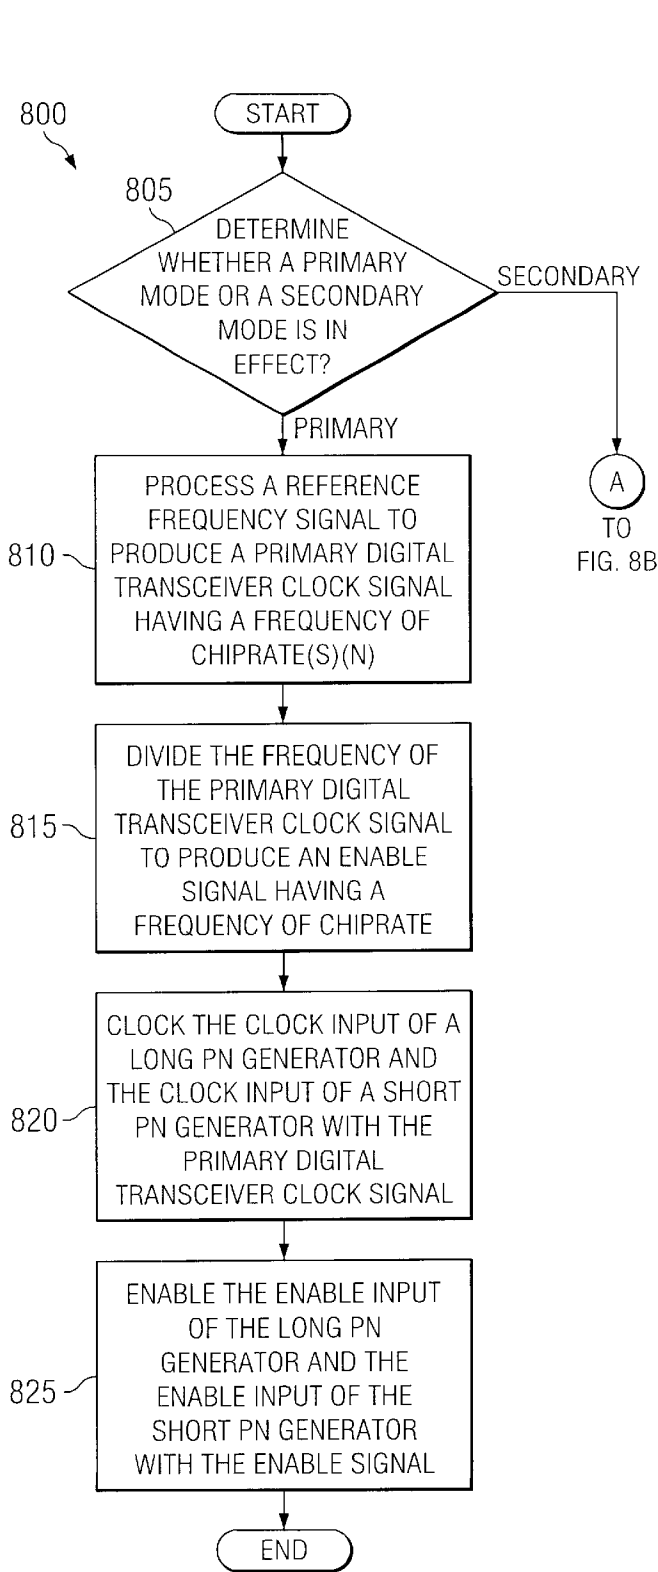 800
START
805
DETERMINE
WHETHER A PRIMARY
MODE OR A SECONDARY
MODE IS IN
EFFECT?
SECONDARY
PRIMARY
A
TO
FIG. 8B
810
PROCESS A REFERENCE
FREQUENCY SIGNAL TO
PRODUCE A PRIMARY DIGITAL
TRANSCEIVER CLOCK SIGNAL
HAVING A FREQUENCY OF
CHIPRATE(S)(N)
815
DIVIDE THE FREQUENCY OF
THE PRIMARY DIGITAL
TRANSCEIVER CLOCK SIGNAL
TO PRODUCE AN ENABLE
SIGNAL HAVING A
FREQUENCY OF CHIPRATE
820
CLOCK THE CLOCK INPUT OF A
LONG PN GENERATOR AND
THE CLOCK INPUT OF A SHORT
PN GENERATOR WITH THE
PRIMARY DIGITAL
TRANSCEIVER CLOCK SIGNAL
825
ENABLE THE ENABLE INPUT
OF THE LONG PN
GENERATOR AND THE
ENABLE INPUT OF THE
SHORT PN GENERATOR
WITH THE ENABLE SIGNAL
END